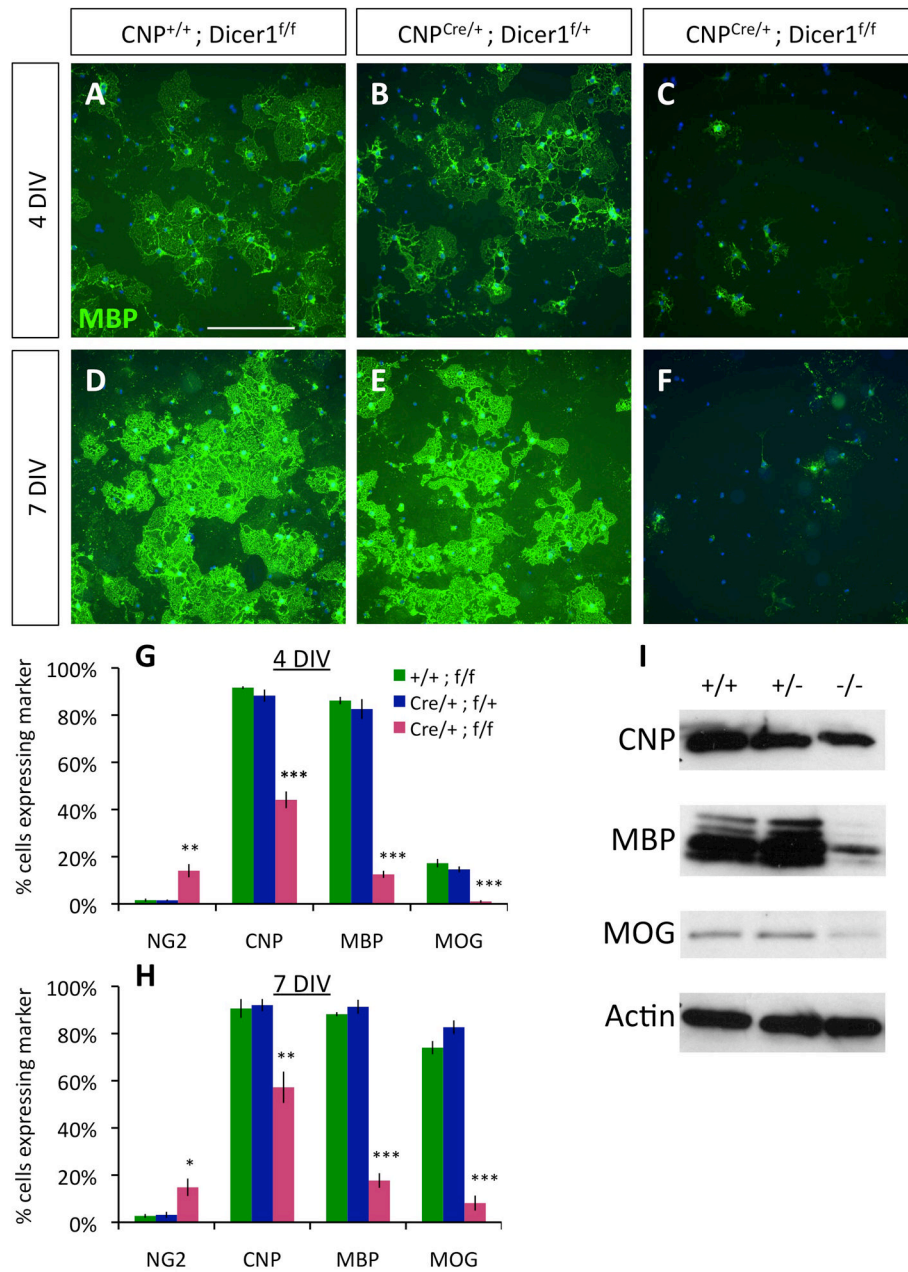 CNP+/+ ; Dicer1f/f
CNPCre/+ ; Dicer1f/+
CNPCre/+ ; Dicer1f/f
4 DIV
A
B
C
MBP
7 DIV
D
E
F
G
4 DIV
+/+ ; f/f
Cre/+ ; f/+
Cre/+ ; f/f
% cells expressing marker
100%
80%
60%
40%
20%
0%
**
***
***
***
NG2
CNP
MBP
MOG
H
7 DIV
% cells expressing marker
100%
80%
60%
40%
20%
0%
*
**
***
***
NG2
CNP
MBP
MOG
I
+/+
+/-
-/-
CNP
MBP
MOG
Actin